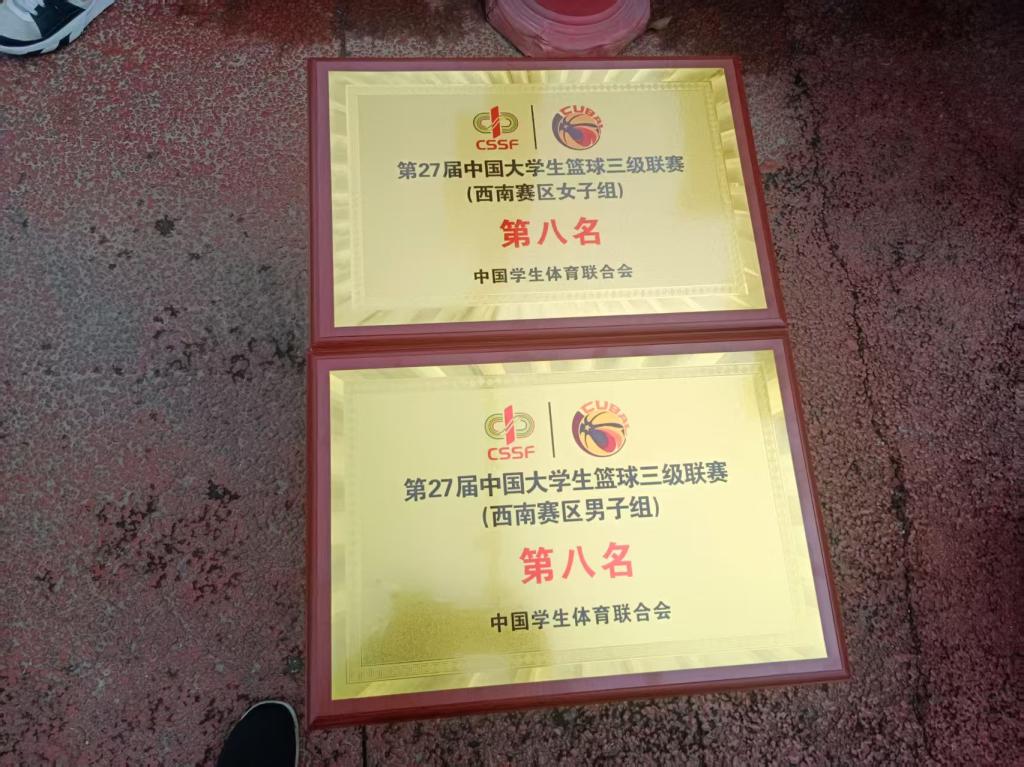 CSSF CUBAL
第27届中国大学生篮球三级联赛
(西南赛区女子组)
第八名
中国学生体育联合会
CSSF CUBAL
第27届中国大学生篮球三级联赛
(西南赛区男子组)
第八名
中国学生体育联合会